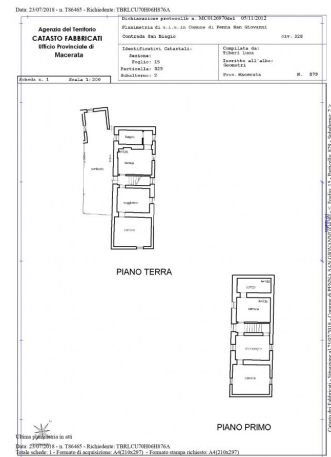 Data: 23/07/2018 - n. T86465 - Richiedente: TBRLCU70H06H876A
Agenzia del Territorio
CATASTO FABBRICATI
Ufficio Provinciale di
Macerata
Dichiarazione protocollo n. del 05/11/2012
Planimetria di u.i.u. in Comune di Penna San Giovanni
Contrada San Biagio civ. 32B
Identificativi Catastali:
Sezione:
Foglio: 15
Particella:
Subalterno: 2
Compilata da:
Tiberi Luca
Iscritto all'albo:
Geometri
Prov. Macerata N.
Scheda n. 1 Scala 1:200
PIANO TERRA
PIANO PRIMO
Ultima planimetria in atti
Data: 23/07/2018 - n. T86465 - Richiedente: TBRLCU70H06H876A
Totale schede: 1 - Formato di acquisizione: A4(210x297) - Formato stampa richiesto: A4(210x297)